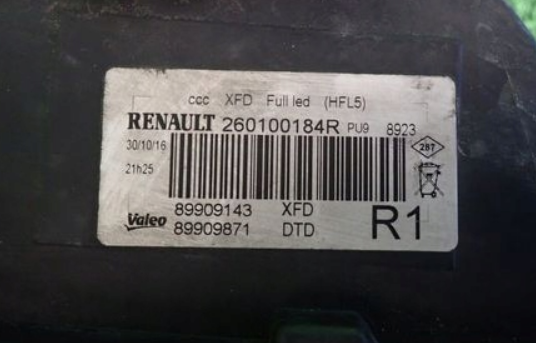 ccc XFD Full led (HFL5)
RENAULT 260100184R PU9 8923
30/10/16
287
21h25
89909143 XFD
Valeo 89909871 DTD
R1